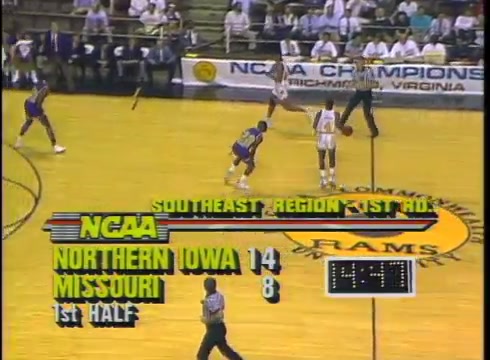 NCAA CHAMPIONS
RICHMOND, VIRGINIA
SOUTHEAST REGION 1ST RD.
NCAA
RAMS
NORTHERN IOWA 14
MISSOURI 8
14:47
1st HALF